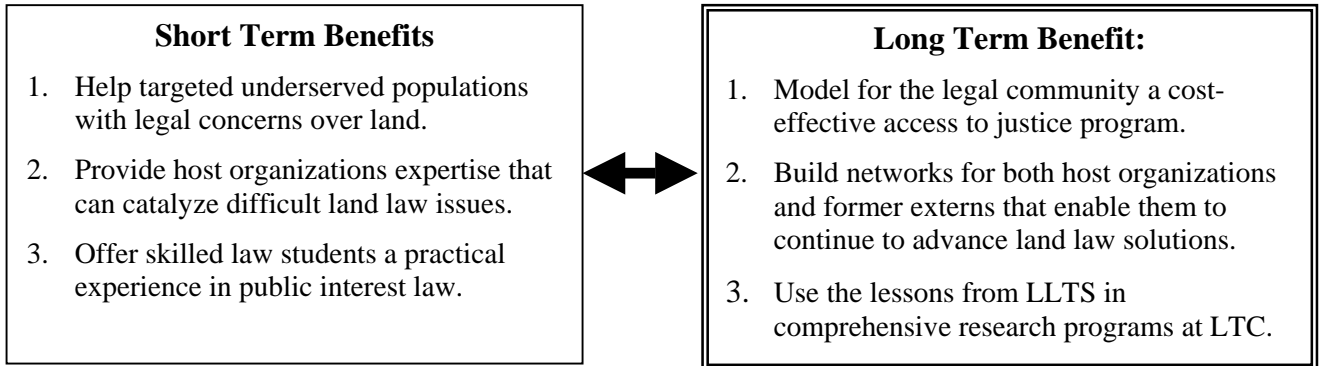 Short Term Benefits
1. Help targeted underserved populations
with legal concerns over land.
2. Provide host organizations expertise that
can catalyze difficult land law issues.
3. Offer skilled law students a practical
experience in public interest law.
Long Term Benefit:
1. Model for the legal community a cost-
effective access to justice program.
2. Build networks for both host organizations
and former externs that enable them to
continue to advance land law solutions.
3. Use the lessons from LLTS in
comprehensive research programs at LTC.